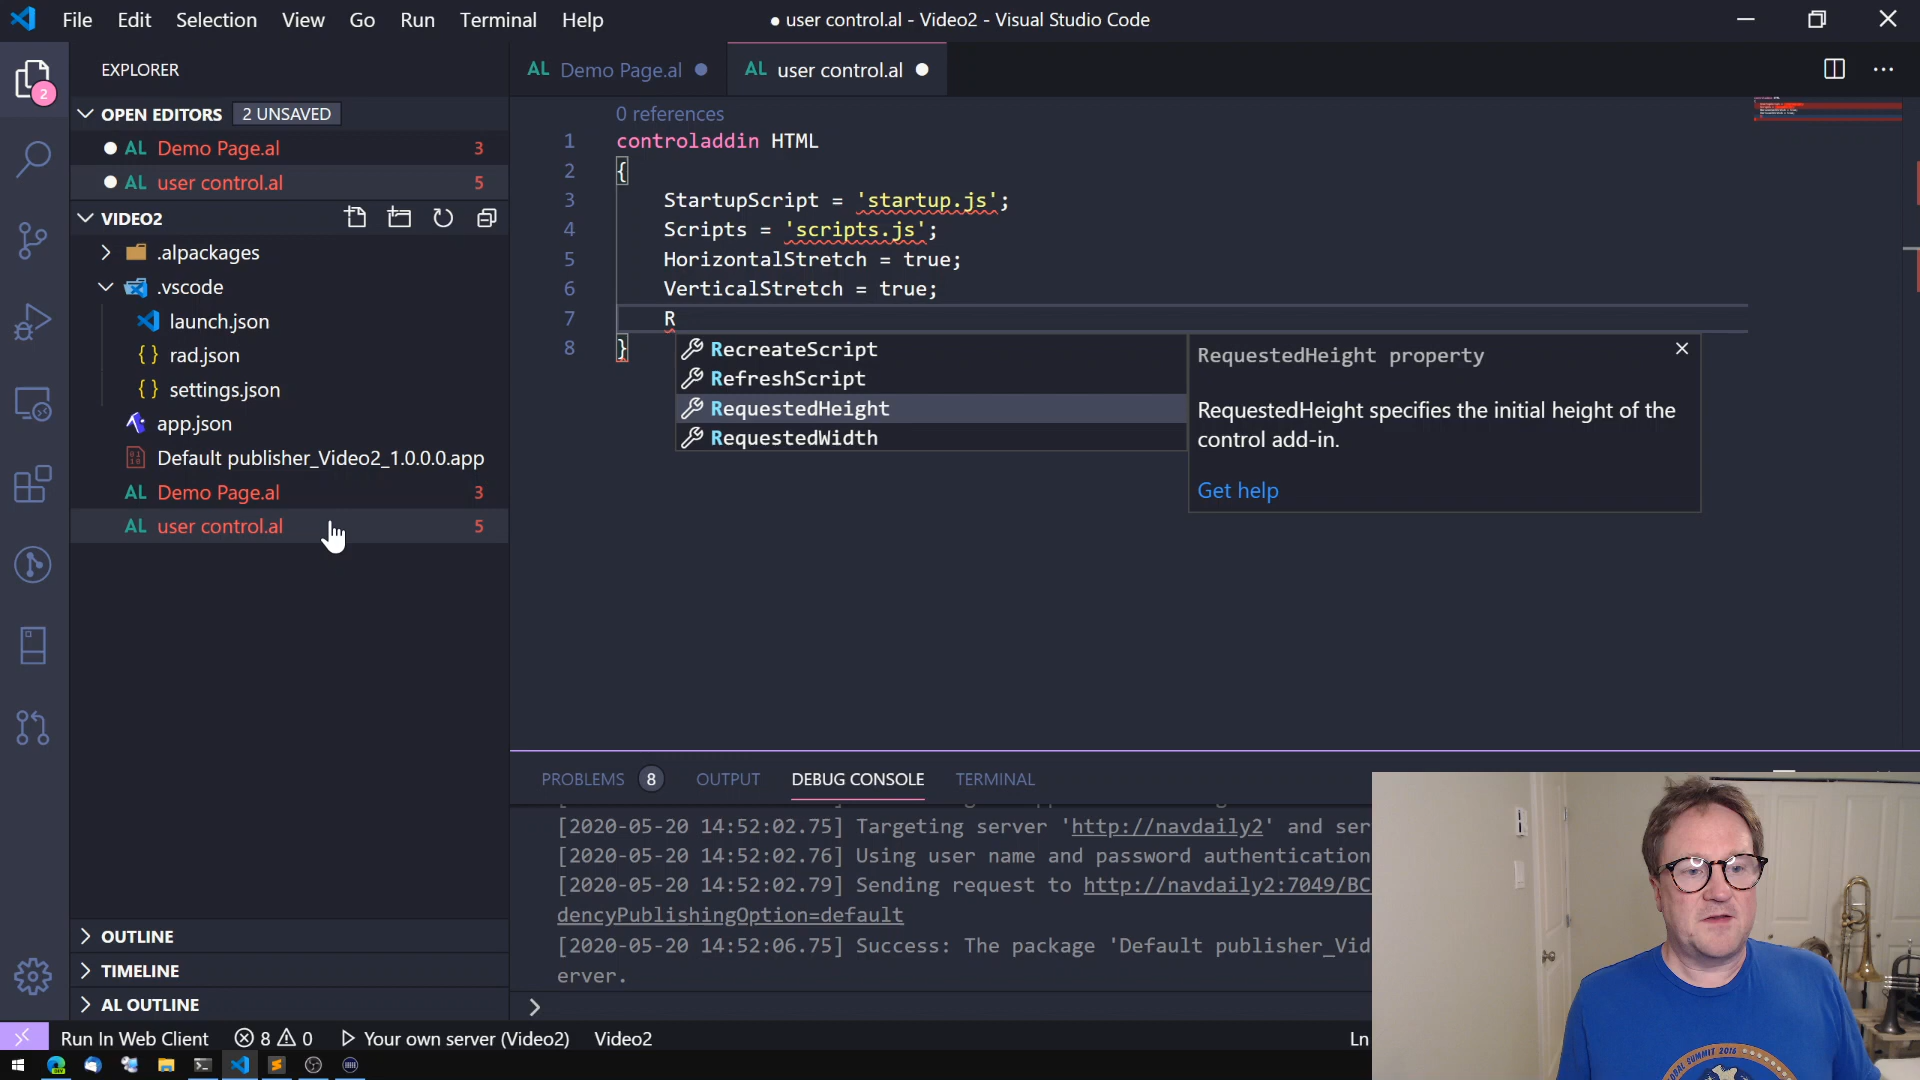 File Edit Selection View Go Run Terminal Help
● user control.al - Video2 - Visual Studio Code
EXPLORER
2
OPEN EDITORS 2 UNSAVED
AL Demo Page.al 3
AL user control.al 5
VIDEO2
.alpackages
.vscode
launch.json
{ } rad.json
{ } settings.json
app.json
Default publisher_Video2_1.0.0.0.app
AL Demo Page.al 3
AL user control.al 5
OUTLINE
TIMELINE
AL OUTLINE
AL Demo Page.al
AL user control.al
0 references
1 controladdin HTML
2 {
3 StartupScript = 'startup.js';
4 Scripts = 'scripts.js';
5 HorizontalStretch = true;
6 VerticalStretch = true;
7 R
8 }
RecreateScript
RefreshScript
RequestedHeight
RequestedWidth
RequestedHeight property
RequestedHeight specifies the initial height of the
control add-in.
Get help
PROBLEMS 8 OUTPUT DEBUG CONSOLE TERMINAL
[2020-05-20 14:52:02.75] Targeting server 'http://navdaily2' and ser
[2020-05-20 14:52:02.76] Using user name and password authentication
[2020-05-20 14:52:02.79] Sending request to http://navdaily2:7049/BC
dencyPublishingOption=default
[2020-05-20 14:52:06.75] Success: The package 'Default publisher_Vid
erver.
Run In Web Client 8 0 Your own server (Video2) Video2
Ln
SUMMIT 2016